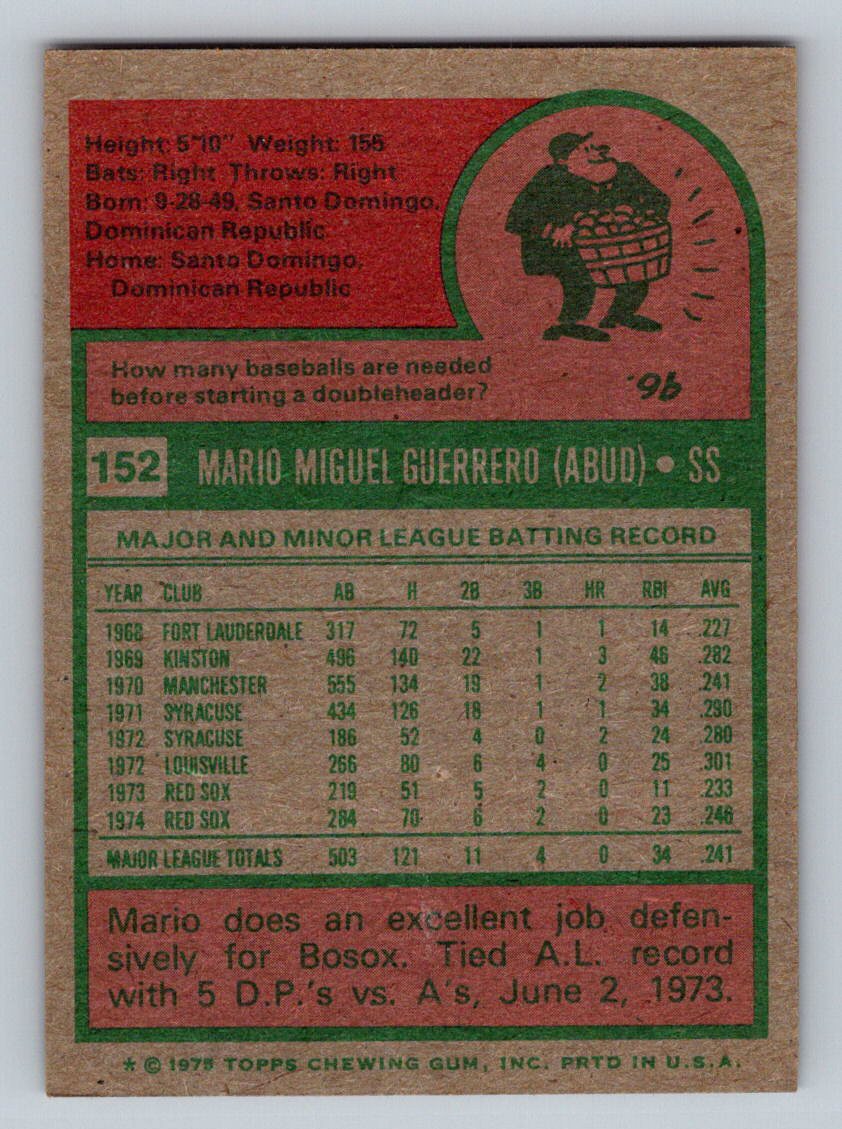 Height: 5'10" Weight: 155
Bats: Right Throws: Right
Born: 9-28-49, Santo Domingo,
Dominican Republic
Home: Santo Domingo,
Dominican Republic
How many baseballs are needed
before starting a doubleheader?
'96
152 MARIO MIGUEL GUERRERO (ABUD) • SS
MAJOR AND MINOR LEAGUE BATTING RECORD
YEAR CLUB AB H 2B 3B HR RBI AVG
1968 FORT LAUDERDALE 317 72 5 1 1 14 .227
1969 KINSTON 496 140 22 1 3 46 .282
1970 MANCHESTER 555 134 19 1 2 38 .241
1971 SYRACUSE 434 126 18 1 1 34 .290
1972 SYRACUSE 186 52 4 0 2 24 .280
1972 LOUISVILLE 266 80 6 4 0 25 .301
1973 RED SOX 219 51 5 2 0 11 .233
1974 RED SOX 284 70 6 2 0 23 .246
MAJOR LEAGUE TOTALS 503 121 11 4 0 34 .241
Mario does an excellent job defen-
sively for Bosox. Tied A.L. record
with 5 D.P.'s vs. A's, June 2, 1973.
* © 1975 TOPPS CHEWING GUM, INC. PRTD IN U.S.A.